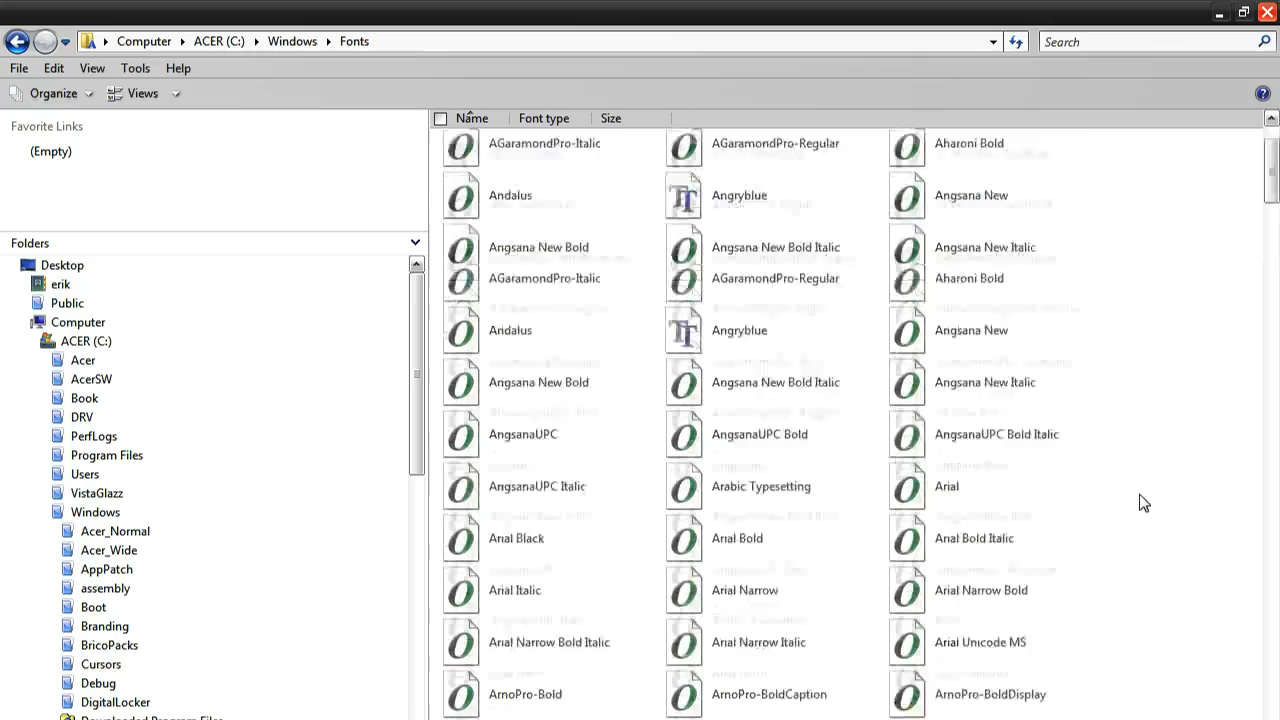 Computer ACER (C:) Windows Fonts Search
File Edit View Tools Help
Organize Views
Favorite Links
(Empty)
Folders
Desktop
erik
Public
Computer
ACER (C:)
Acer
AcerSW
Book
DRV
PerfLogs
Program Files
Users
VistaGlazz
Windows
Acer_Normal
Acer_Wide
AppPatch
assembly
Boot
Branding
BricoPacks
Cursors
Debug
DigitalLocker
Downloaded Program Files
Name Font type Size
AGaramondPro-Italic AGaramondPro-Regular Aharoni Bold
Andalus Angryblue Angsana New
Angsana New Bold Angsana New Bold Italic Angsana New Italic
AGaramondPro-Italic AGaramondPro-Regular Aharoni Bold
Andalus Angryblue Angsana New
Angsana New Bold Angsana New Bold Italic Angsana New Italic
AngsanaUPC AngsanaUPC Bold AngsanaUPC Bold Italic
AngsanaUPC Italic Arabic Typesetting Arial
Arial Black Arial Bold Arial Bold Italic
Arial Italic Arial Narrow Arial Narrow Bold
Arial Narrow Bold Italic Arial Narrow Italic Arial Unicode MS
ArnoPro-Bold ArnoPro-BoldCaption ArnoPro-BoldDisplay